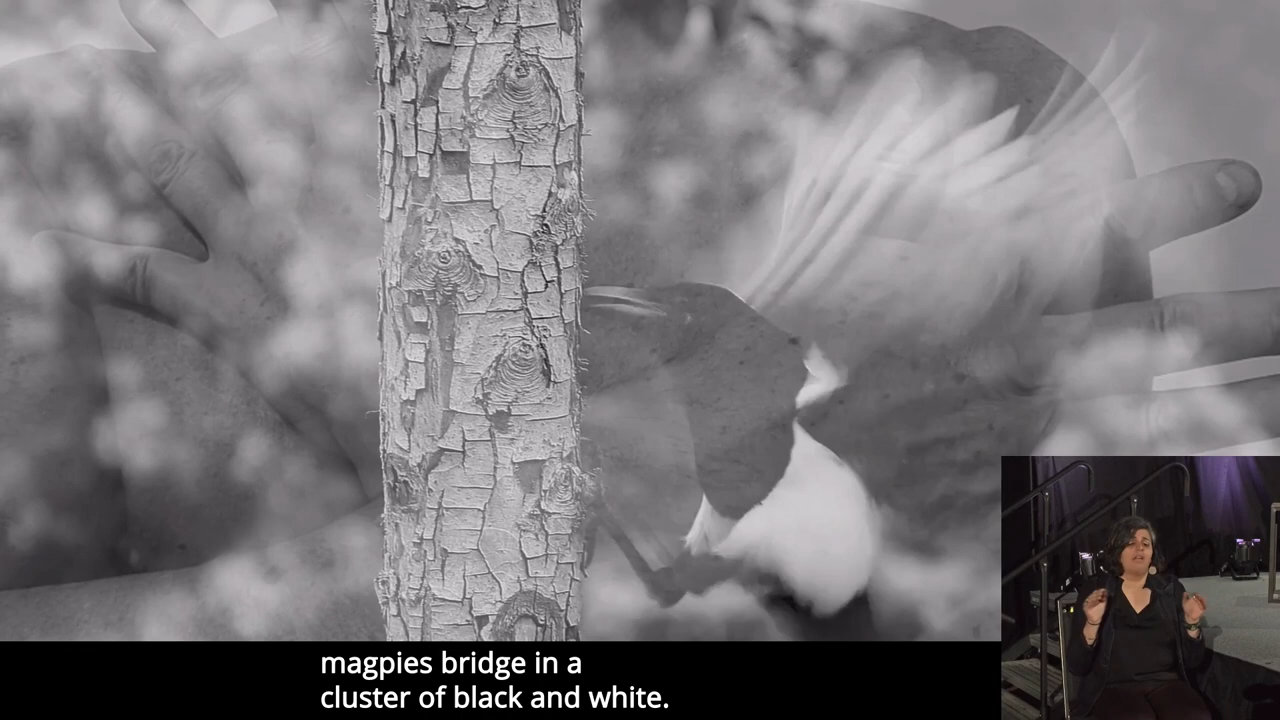 magpies bridge in a
cluster of black and white.